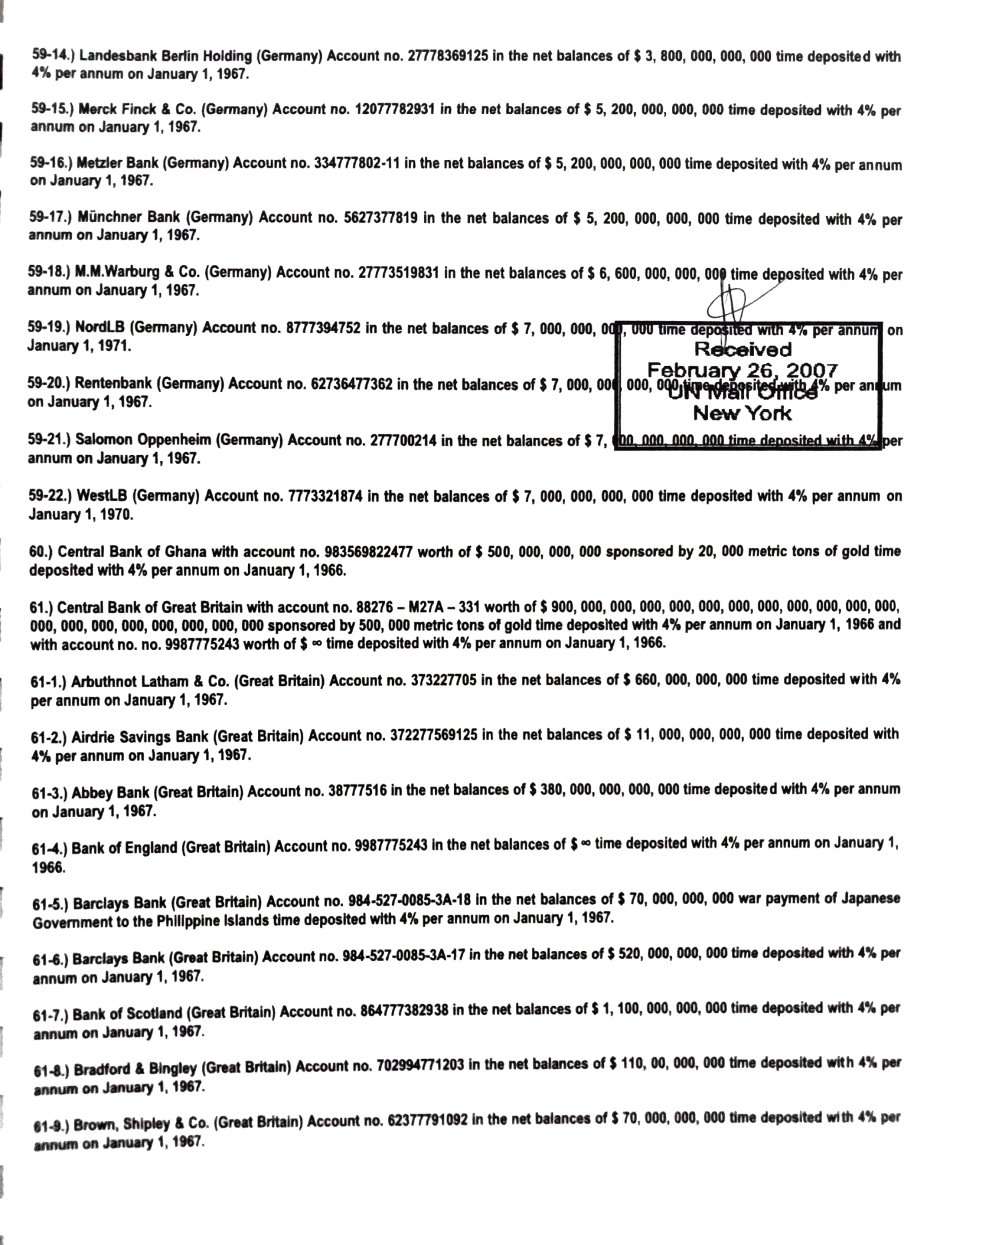 59-14.) Landesbank Berlin Holding (Germany) Account no. 27778369125 in the net balances of $ 3, 800, 000, 000, 000 time deposited with
4% per annum on January 1, 1967.
59-15.) Merck Finck & Co. (Germany) Account no. 12077782931 in the net balances of $ 5, 200, 000, 000, 000 time deposited with 4% per
annum on January 1, 1967.
59-16.) Metzler Bank (Germany) Account no. 334777802-11 in the net balances of $ 5, 200, 000, 000, 000 time deposited with 4% per annum
on January 1, 1967.
59-17.) Münchner Bank (Germany) Account no. 5627377819 in the net balances of $ 5, 200, 000, 000, 000 time deposited with 4% per
annum on January 1, 1967.
59-18.) M.M.Warburg & Co. (Germany) Account no. 27773519831 in the net balances of $ 6, 600, 000, 000, 000 time deposited with 4% per
annum on January 1, 1967.
59-19.) NordLB (Germany) Account no. 8777394752 in the net balances of $ 7, 000, 000, 000, 000 time deposited with 4% per annum on
January 1, 1971.
Received
February 26, 2007
UN Mail Office
New York
59-20.) Rentenbank (Germany) Account no. 62736477362 in the net balances of $ 7, 000, 000, 000, 000 time deposited with 4% per annum
on January 1, 1967.
59-21.) Salomon Oppenheim (Germany) Account no. 277700214 in the net balances of $ 7, 000, 000, 000, 000 time deposited with 4% per
annum on January 1, 1967.
59-22.) WestLB (Germany) Account no. 7773321874 in the net balances of $ 7, 000, 000, 000, 000 time deposited with 4% per annum on
January 1, 1970.
60.) Central Bank of Ghana with account no. 983569822477 worth of $ 500, 000, 000, 000 sponsored by 20, 000 metric tons of gold time
deposited with 4% per annum on January 1, 1966.
61.) Central Bank of Great Britain with account no. 88276 – M27A – 331 worth of $ 900, 000, 000, 000, 000, 000, 000, 000, 000, 000, 000,
000, 000, 000, 000, 000, 000, 000, 000 sponsored by 500, 000 metric tons of gold time deposited with 4% per annum on January 1, 1966 and
with account no. no. 9987775243 worth of $ ∞ time deposited with 4% per annum on January 1, 1966.
61-1.) Arbuthnot Latham & Co. (Great Britain) Account no. 373227705 in the net balances of $ 660, 000, 000, 000 time deposited with 4%
per annum on January 1, 1967.
61-2.) Airdrie Savings Bank (Great Britain) Account no. 372277569125 in the net balances of $ 11, 000, 000, 000, 000 time deposited with
4% per annum on January 1, 1967.
61-3.) Abbey Bank (Great Britain) Account no. 38777516 in the net balances of $ 380, 000, 000, 000, 000 time deposited with 4% per annum
on January 1, 1967.
61-4.) Bank of England (Great Britain) Account no. 9987775243 in the net balances of $ ∞ time deposited with 4% per annum on January 1,
1966.
61-5.) Barclays Bank (Great Britain) Account no. 984-527-0085-3A-18 in the net balances of $ 70, 000, 000, 000 war payment of Japanese
Government to the Philippine Islands time deposited with 4% per annum on January 1, 1967.
61-6.) Barclays Bank (Great Britain) Account no. 984-527-0085-3A-17 in the net balances of $ 520, 000, 000, 000 time deposited with 4% per
annum on January 1, 1967.
61-7.) Bank of Scotland (Great Britain) Account no. 864777382938 in the net balances of $ 1, 100, 000, 000, 000 time deposited with 4% per
annum on January 1, 1967.
61-8.) Bradford & Bingley (Great Britain) Account no. 702994771203 in the net balances of $ 110, 00, 000, 000 time deposited with 4% per
annum on January 1, 1967.
61-9.) Brown, Shipley & Co. (Great Britain) Account no. 62377791092 in the net balances of $ 70, 000, 000, 000 time deposited with 4% per
annum on January 1, 1967.